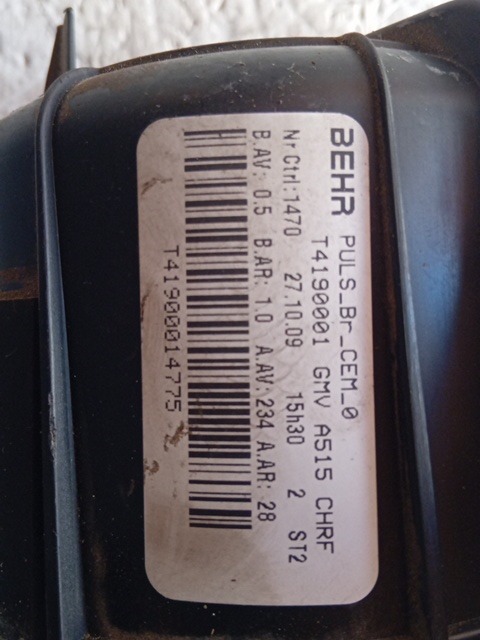 BEHR PULS_Br_CEM_0
T4190001 GMV A515 CHRF
Nr Ctrl:1470 27.10.09 15h30 2 ST2
B.AV: 0.5 B.AR: 1.0 A.AV: 234 A.AR: 28
T41900014775